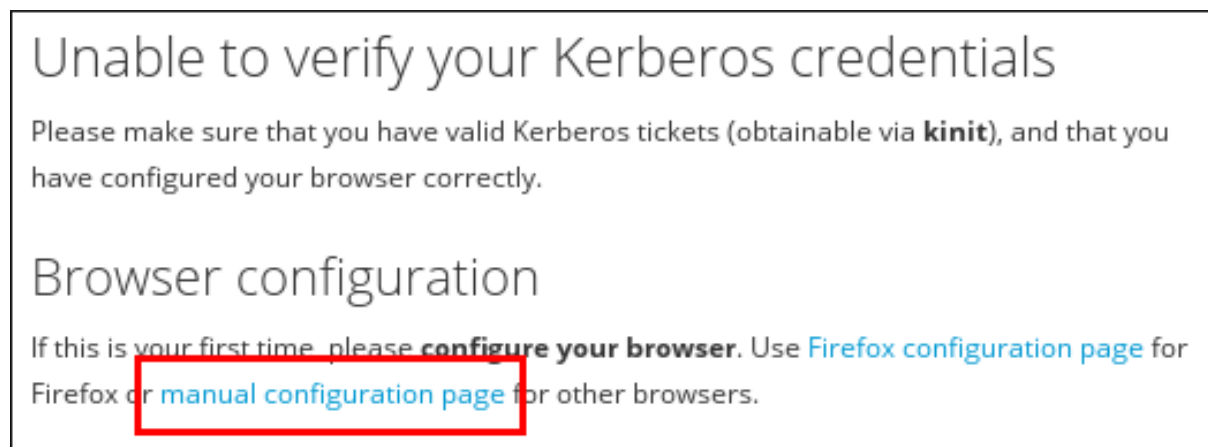 Unable to verify your Kerberos credentials
Please make sure that you have valid Kerberos tickets (obtainable via kinit), and that you
have configured your browser correctly.
Browser configuration
If this is your first time, please configure your browser. Use Firefox configuration page for
Firefox or manual configuration page for other browsers.